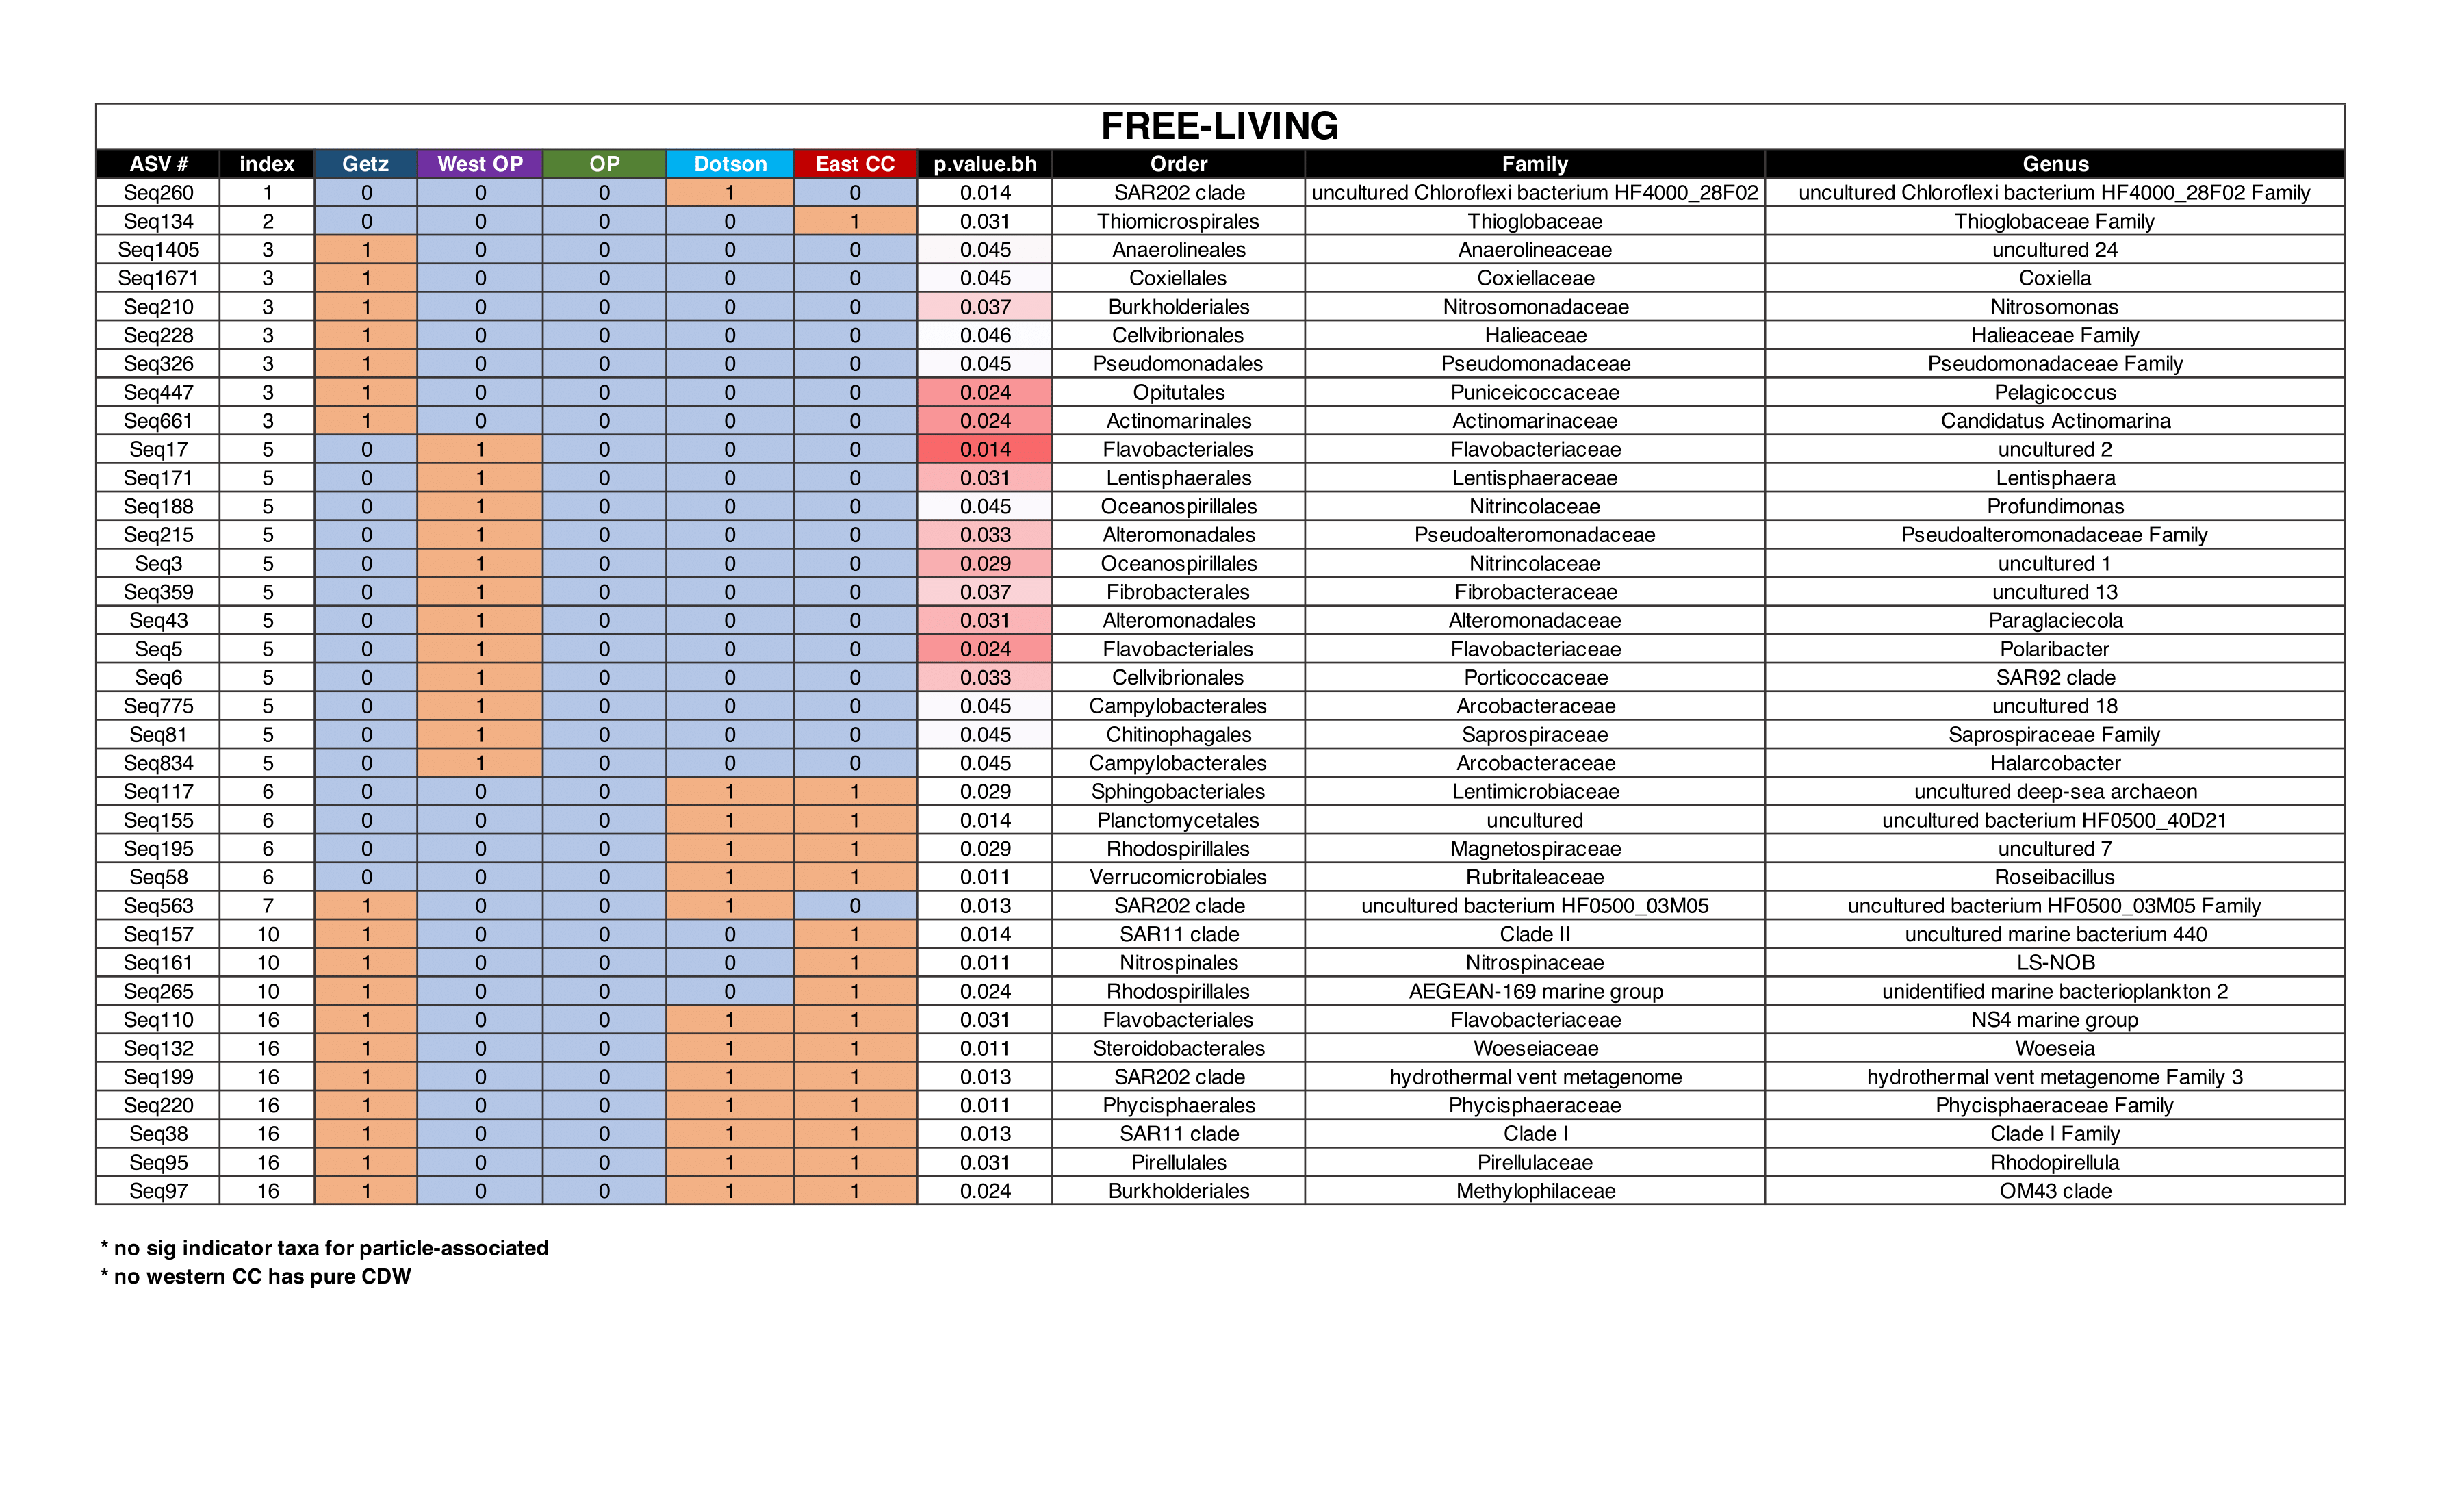 FREE-LIVING
ASV # index Getz West OP OP Dotson East CC p.value.bh Order Family Genus
Seq260 1 0 0 0 1 0 0.014 SAR202 clade uncultured Chloroflexi bacterium HF4000_28F02 uncultured Chloroflexi bacterium HF4000_28F02 Family
Seq134 2 0 0 0 0 1 0.031 Thiomicrospirales Thioglobaceae Thioglobaceae Family
Seq1405 3 1 0 0 0 0 0.045 Anaerolineales Anaerolineaceae uncultured 24
Seq1671 3 1 0 0 0 0 0.045 Coxiellales Coxiellaceae Coxiella
Seq210 3 1 0 0 0 0 0.037 Burkholderiales Nitrosomonadaceae Nitrosomonas
Seq228 3 1 0 0 0 0 0.046 Cellvibrionales Halieaceae Halieaceae Family
Seq326 3 1 0 0 0 0 0.045 Pseudomonadales Pseudomonadaceae Pseudomonadaceae Family
Seq447 3 1 0 0 0 0 0.024 Opitutales Puniceicoccaceae Pelagicoccus
Seq661 3 1 0 0 0 0 0.024 Actinomarinales Actinomarinaceae Candidatus Actinomarina
Seq17 5 0 1 0 0 0 0.014 Flavobacteriales Flavobacteriaceae uncultured 2
Seq171 5 0 1 0 0 0 0.031 Lentisphaerales Lentisphaeraceae Lentisphaera
Seq188 5 0 1 0 0 0 0.045 Oceanospirillales Nitrincolaceae Profundimonas
Seq215 5 0 1 0 0 0 0.033 Alteromonadales Pseudoalteromonadaceae Pseudoalteromonadaceae Family
Seq3 5 0 1 0 0 0 0.029 Oceanospirillales Nitrincolaceae uncultured 1
Seq359 5 0 1 0 0 0 0.037 Fibrobacterales Fibrobacteraceae uncultured 13
Seq43 5 0 1 0 0 0 0.031 Alteromonadales Alteromonadaceae Paraglaciecola
Seq5 5 0 1 0 0 0 0.024 Flavobacteriales Flavobacteriaceae Polaribacter
Seq6 5 0 1 0 0 0 0.033 Cellvibrionales Porticoccaceae SAR92 clade
Seq775 5 0 1 0 0 0 0.045 Campylobacterales Arcobacteraceae uncultured 18
Seq81 5 0 1 0 0 0 0.045 Chitinophagales Saprospiraceae Saprospiraceae Family
Seq834 5 0 1 0 0 0 0.045 Campylobacterales Arcobacteraceae Halarcobacter
Seq117 6 0 0 0 1 1 0.029 Sphingobacteriales Lentimicrobiaceae uncultured deep-sea archaeon
Seq155 6 0 0 0 1 1 0.014 Planctomycetales uncultured uncultured bacterium HF0500_40D21
Seq195 6 0 0 0 1 1 0.029 Rhodospirillales Magnetospiraceae uncultured 7
Seq58 6 0 0 0 1 1 0.011 Verrucomicrobiales Rubritaleaceae Roseibacillus
Seq563 7 1 0 0 1 0 0.013 SAR202 clade uncultured bacterium HF0500_03M05 uncultured bacterium HF0500_03M05 Family
Seq157 10 1 0 0 0 1 0.014 SAR11 clade Clade II uncultured marine bacterium 440
Seq161 10 1 0 0 0 1 0.011 Nitrospinales Nitrospinaceae LS-NOB
Seq265 10 1 0 0 0 1 0.024 Rhodospirillales AEGEAN-169 marine group unidentified marine bacterioplankton 2
Seq110 16 1 0 0 1 1 0.031 Flavobacteriales Flavobacteriaceae NS4 marine group
Seq132 16 1 0 0 1 1 0.011 Steroidobacterales Woeseiaceae Woeseia
Seq199 16 1 0 0 1 1 0.013 SAR202 clade hydrothermal vent metagenome hydrothermal vent metagenome Family 3
Seq220 16 1 0 0 1 1 0.011 Phycisphaerales Phycisphaeraceae Phycisphaeraceae Family
Seq38 16 1 0 0 1 1 0.013 SAR11 clade Clade I Clade I Family
Seq95 16 1 0 0 1 1 0.031 Pirellulales Pirellulaceae Rhodopirellula
Seq97 16 1 0 0 1 1 0.024 Burkholderiales Methylophilaceae OM43 clade
* no sig indicator taxa for particle-associated
* no western CC has pure CDW